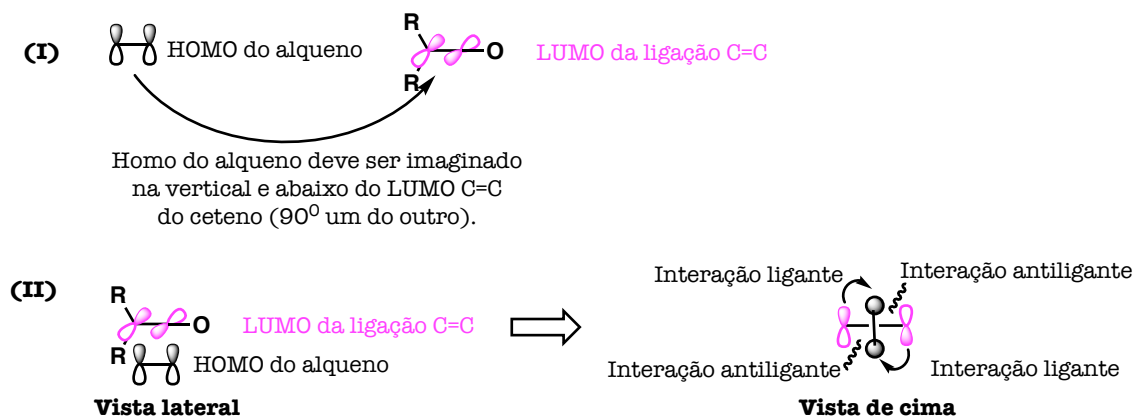 (I)
HOMO do alqueno
R
O
R
LUMO da ligação C=C
Homo do alqueno deve ser imaginado
na vertical e abaixo do LUMO C=C
do ceteno (90⁰ um do outro).
(II)
R
O
R
LUMO da ligação C=C
HOMO do alqueno
Vista lateral
Interação ligante
Interação antiligante
Interação antiligante
Interação ligante
Vista de cima